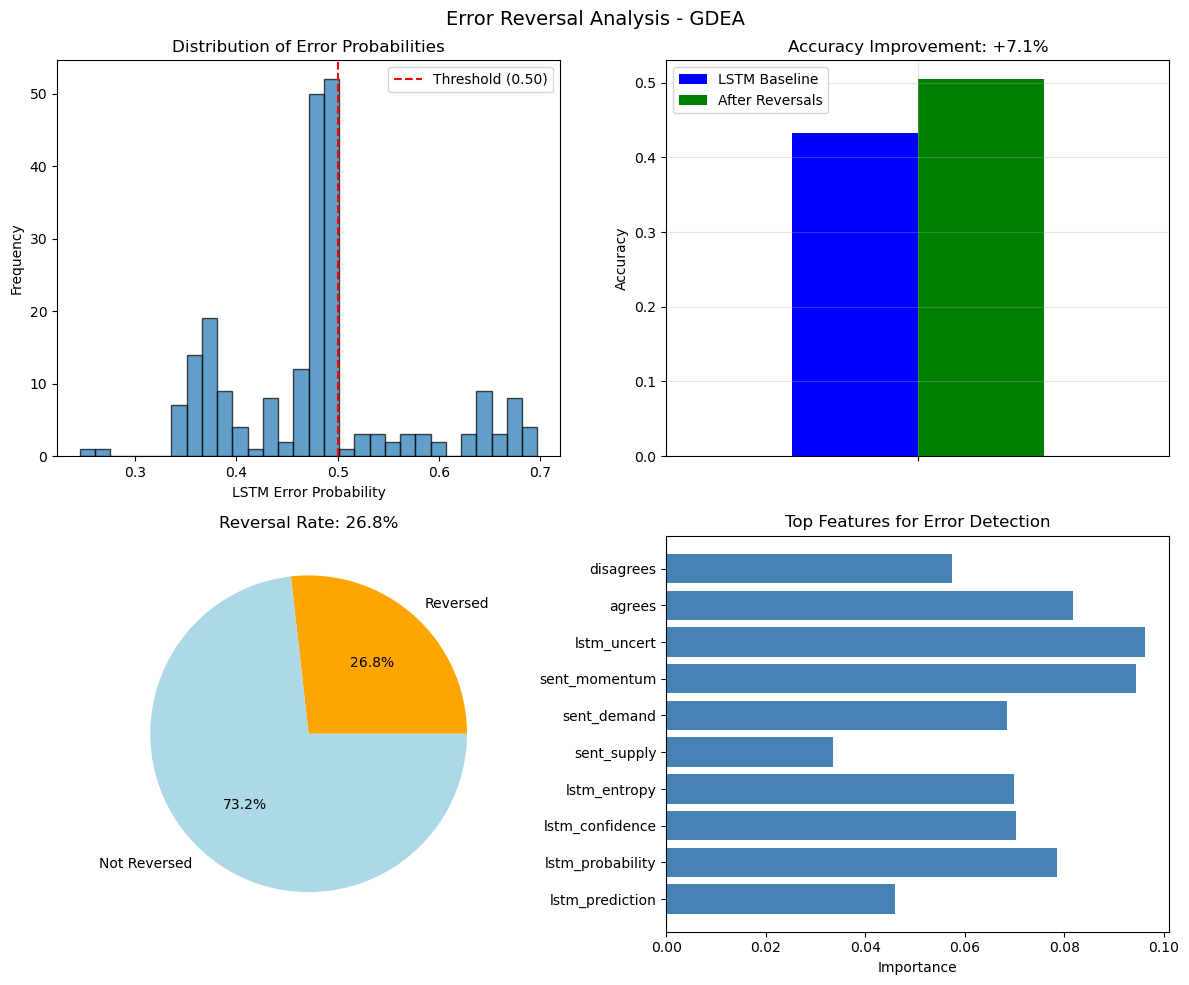 Error Reversal Analysis - GDEA
Distribution of Error Probabilities
Threshold (0.50)
Frequency
50
40
30
20
10
0
0.3
0.4
0.5
0.6
0.7
LSTM Error Probability
Accuracy Improvement: +7.1%
LSTM Baseline
After Reversals
Accuracy
0.5
0.4
0.3
0.2
0.1
0.0
Reversal Rate: 26.8%
Reversed
26.8%
73.2%
Not Reversed
Top Features for Error Detection
disagrees
agrees
lstm_uncert
sent_momentum
sent_demand
sent_supply
lstm_entropy
lstm_confidence
lstm_probability
lstm_prediction
0.00
0.02
0.04
0.06
0.08
0.10
Importance